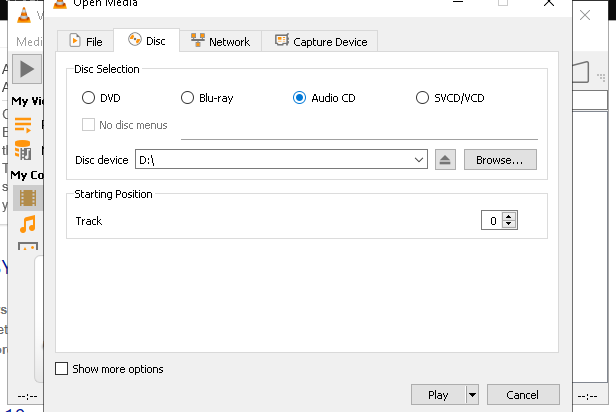 Open Media
Medi
File
Disc
Network
Capture Device
Disc Selection
DVD
Blu-ray
Audio CD
SVCD/VCD
No disc menus
Disc device
D:\
Browse...
Starting Position
Track
0
My Vi
My Co
Show more options
Play
Cancel
--:--
--:--